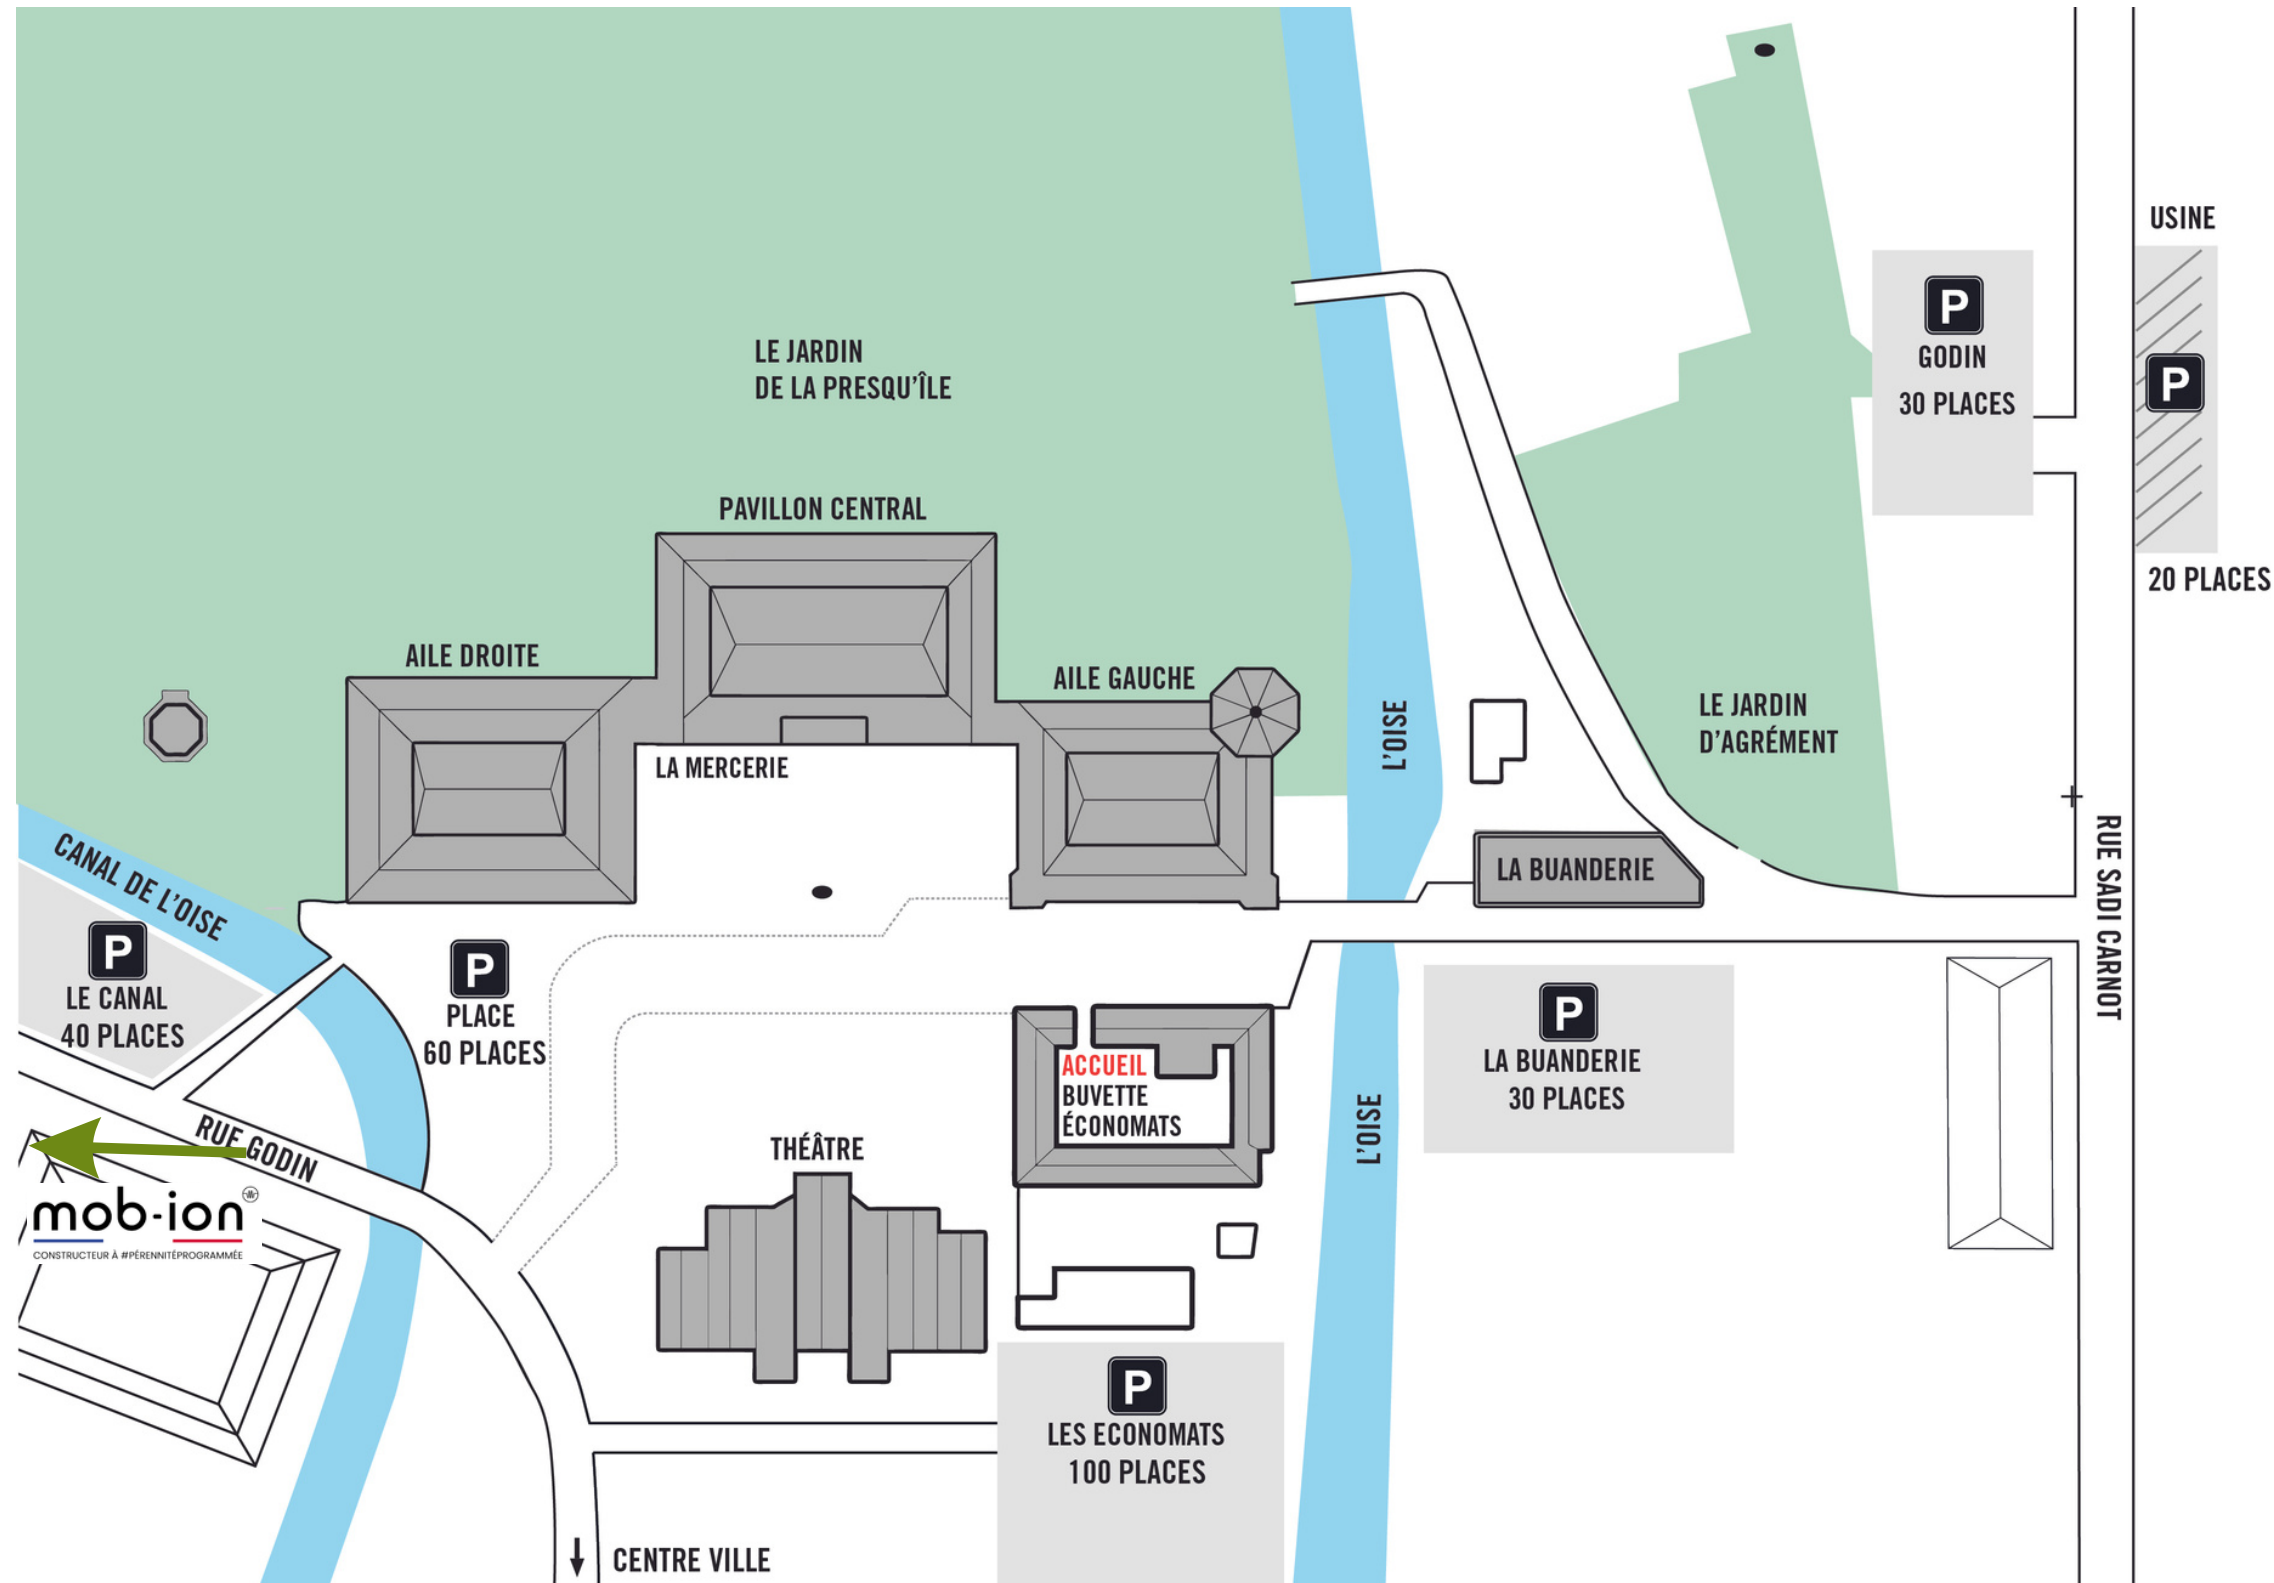 USINE
P
GODIN
30 PLACES
P
20 PLACES
LE JARDIN
DE LA PRESQU'ÎLE
PAVILLON CENTRAL
AILE DROITE
AILE GAUCHE
LA MERCERIE
L'OISE
LE JARDIN
D'AGRÉMENT
LA BUANDERIE
RUE SADI CARNOT
CANAL DE L'OISE
P
LE CANAL
40 PLACES
P
PLACE
60 PLACES
ACCUEIL
BUVETTE
ÉCONOMATS
L'OISE
P
LA BUANDERIE
30 PLACES
RUE GODIN
mob-ion
CONSTRUCTEUR À #PÉRENNITÉPROGRAMMÉE
THÉÂTRE
P
LES ECONOMATS
100 PLACES
CENTRE VILLE